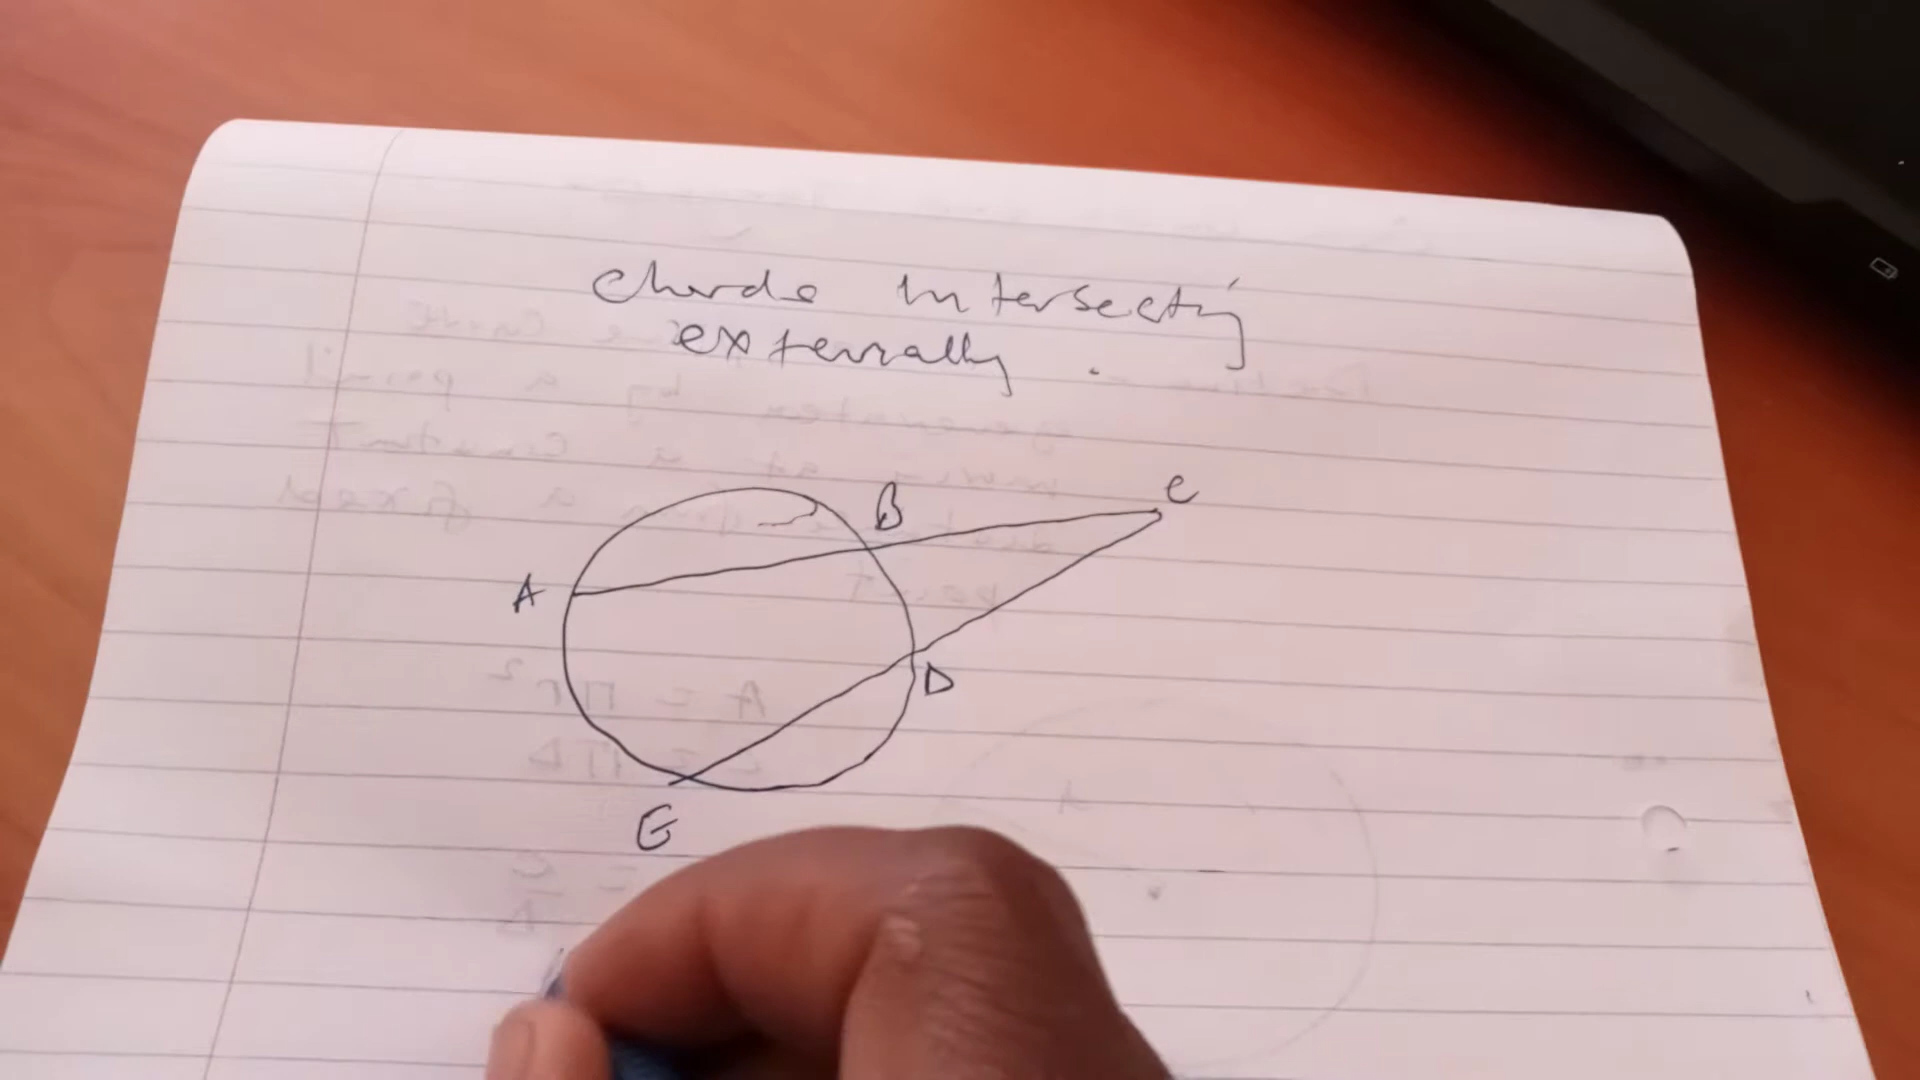 chords intersecting
externally .
B
C
A
D
E